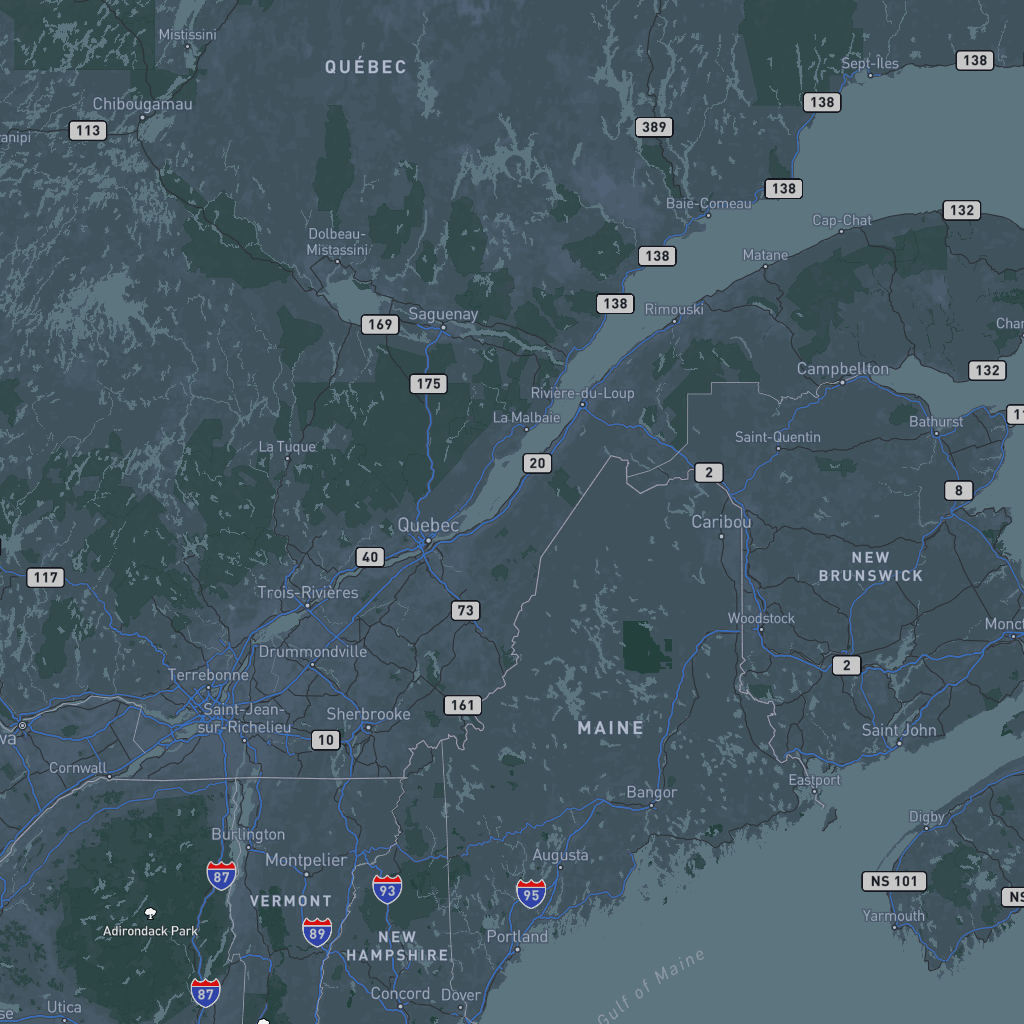 Mistissini
QUÉBEC
138
Sept-Îles
Chibougamau
138
113
389
138
Baie-Comeau
132
Cap-Chat
Dolbeau-
Mistassini
138
Matane
138
Rimouski
169
Saguenay
132
Campbellton
175
Rivière-du-Loup
La Malbaie
Bathurst
Saint-Quentin
La Tuque
20
2
8
Quebec
Caribou
40
NEW
BRUNSWICK
117
Trois-Rivières
73
Woodstock
Drummondville
2
Terrebonne
161
Saint-Jean-
sur-Richelieu
Sherbrooke
MAINE
Saint John
10
Cornwall
Eastport
Bangor
Digby
Burlington
Montpelier
Augusta
87
93
95
NS 101
VERMONT
Adirondack Park
89
Yarmouth
NEW
HAMPSHIRE
Portland
Gulf of Maine
87
Concord
Dover
Utica